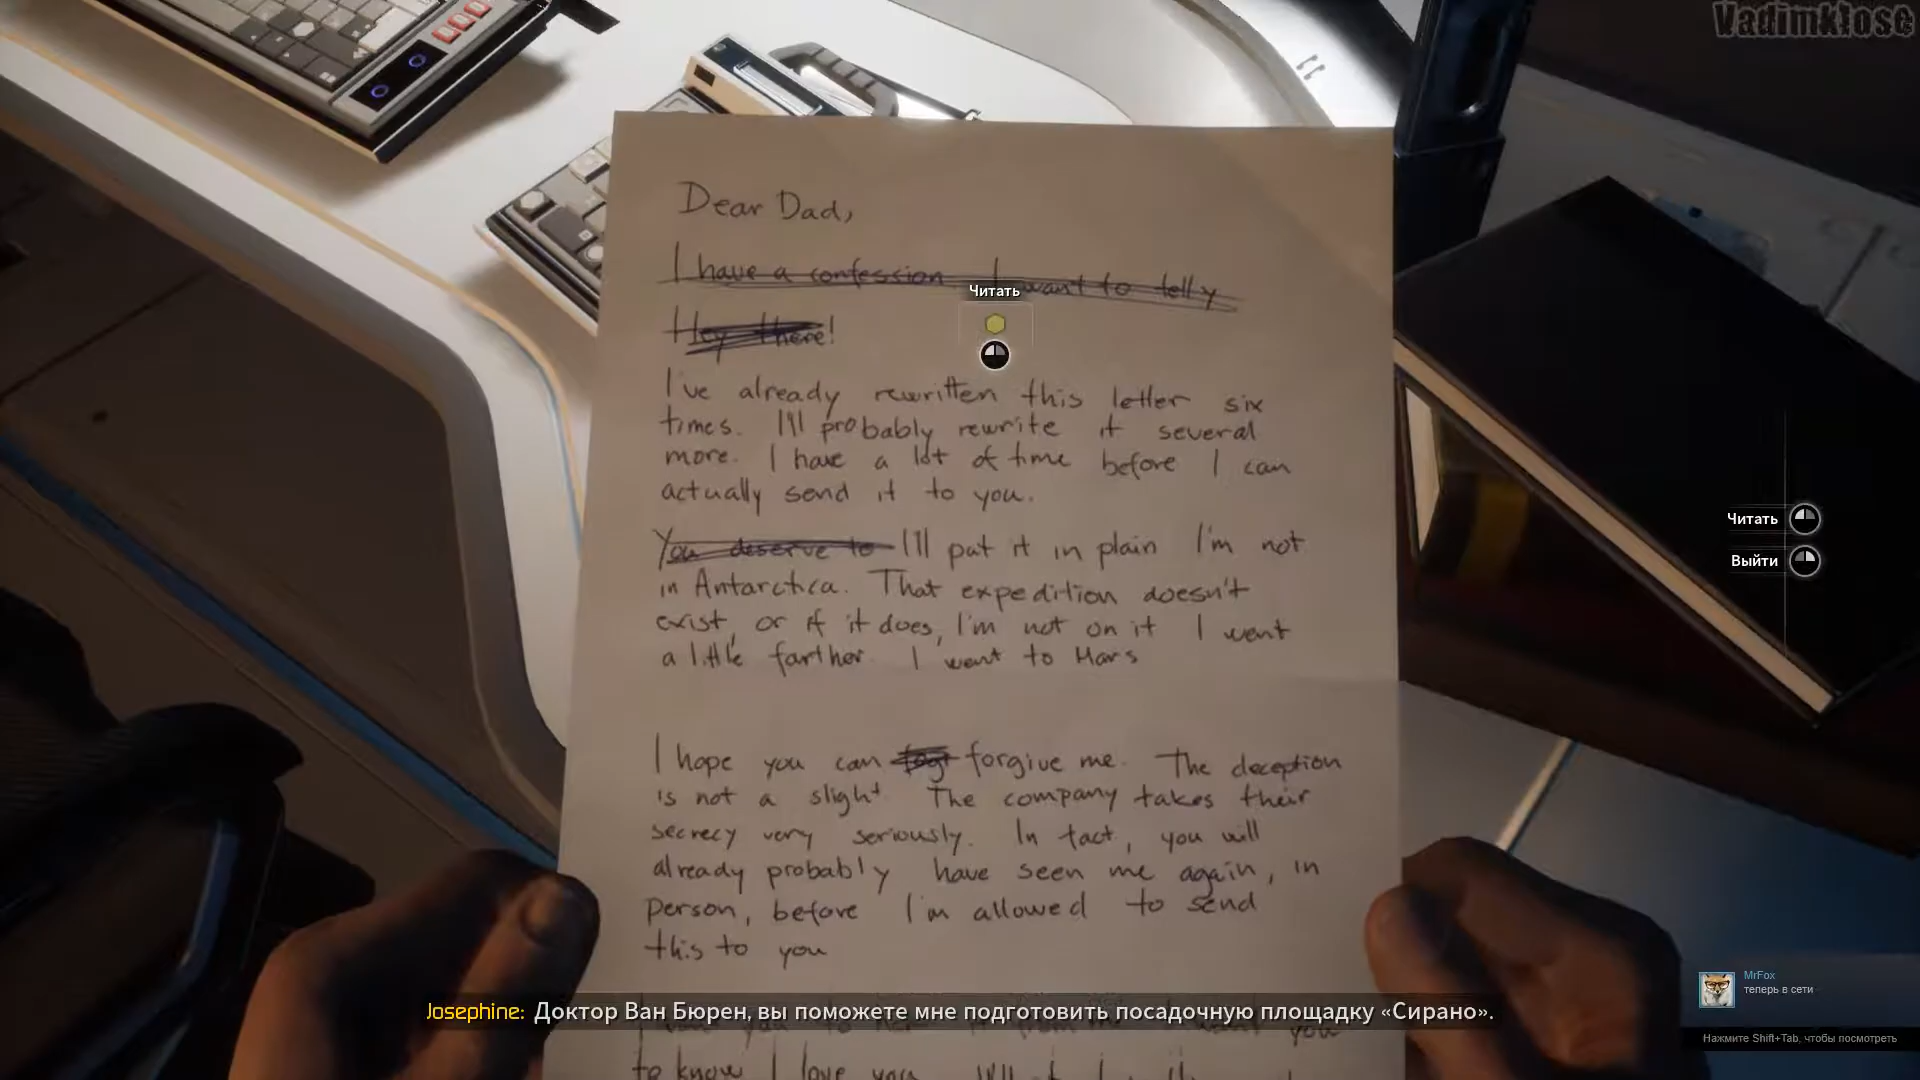 Vadimklose
Dear Dad,
I have a confession I want to tell y
Hey there!
Читать
I've already rewritten this letter six
times. I'll probably rewrite it several
more. I have a lot of time before I can
actually send it to you.
You deserve to I'll put it in plain I'm not
in Antarctica. That expedition doesn't
exist, or if it does, I'm not on it I went
a little farther. I went to Mars
Читать
Выйти
I hope you can forgive me. The deception
is not a slight The company takes their
secrecy very seriously. In fact, you will
already probably have seen me again, in
person, before I'm allowed to send
this to you
MrFox
теперь в сети
Josephine: Доктор Ван Бюрен, вы поможете мне подготовить посадочную площадку «Сирано».
you
Нажмите Shift+Tab, чтобы посмотреть
to know I love you